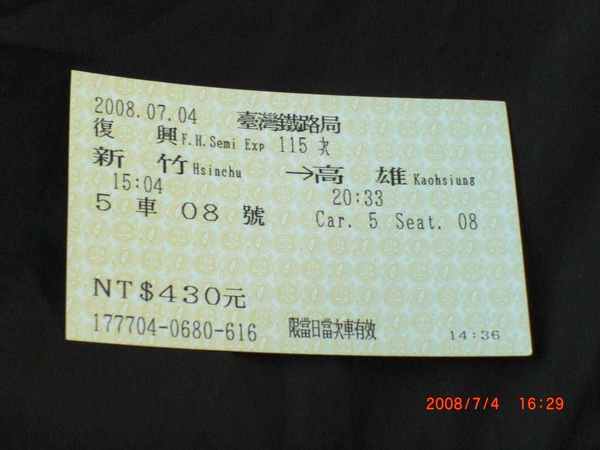 2008.07.04 臺灣鐵路局
復 興 F.H.Semi Exp 115 次
新 竹 Hsinchu →高 雄 Kaohsiung
15:04 20:33
5 車 08 號 Car. 5 Seat. 08
NT$430元
177704-0680-616 限當日當次車有效 14:36
2008/7/4 16:29